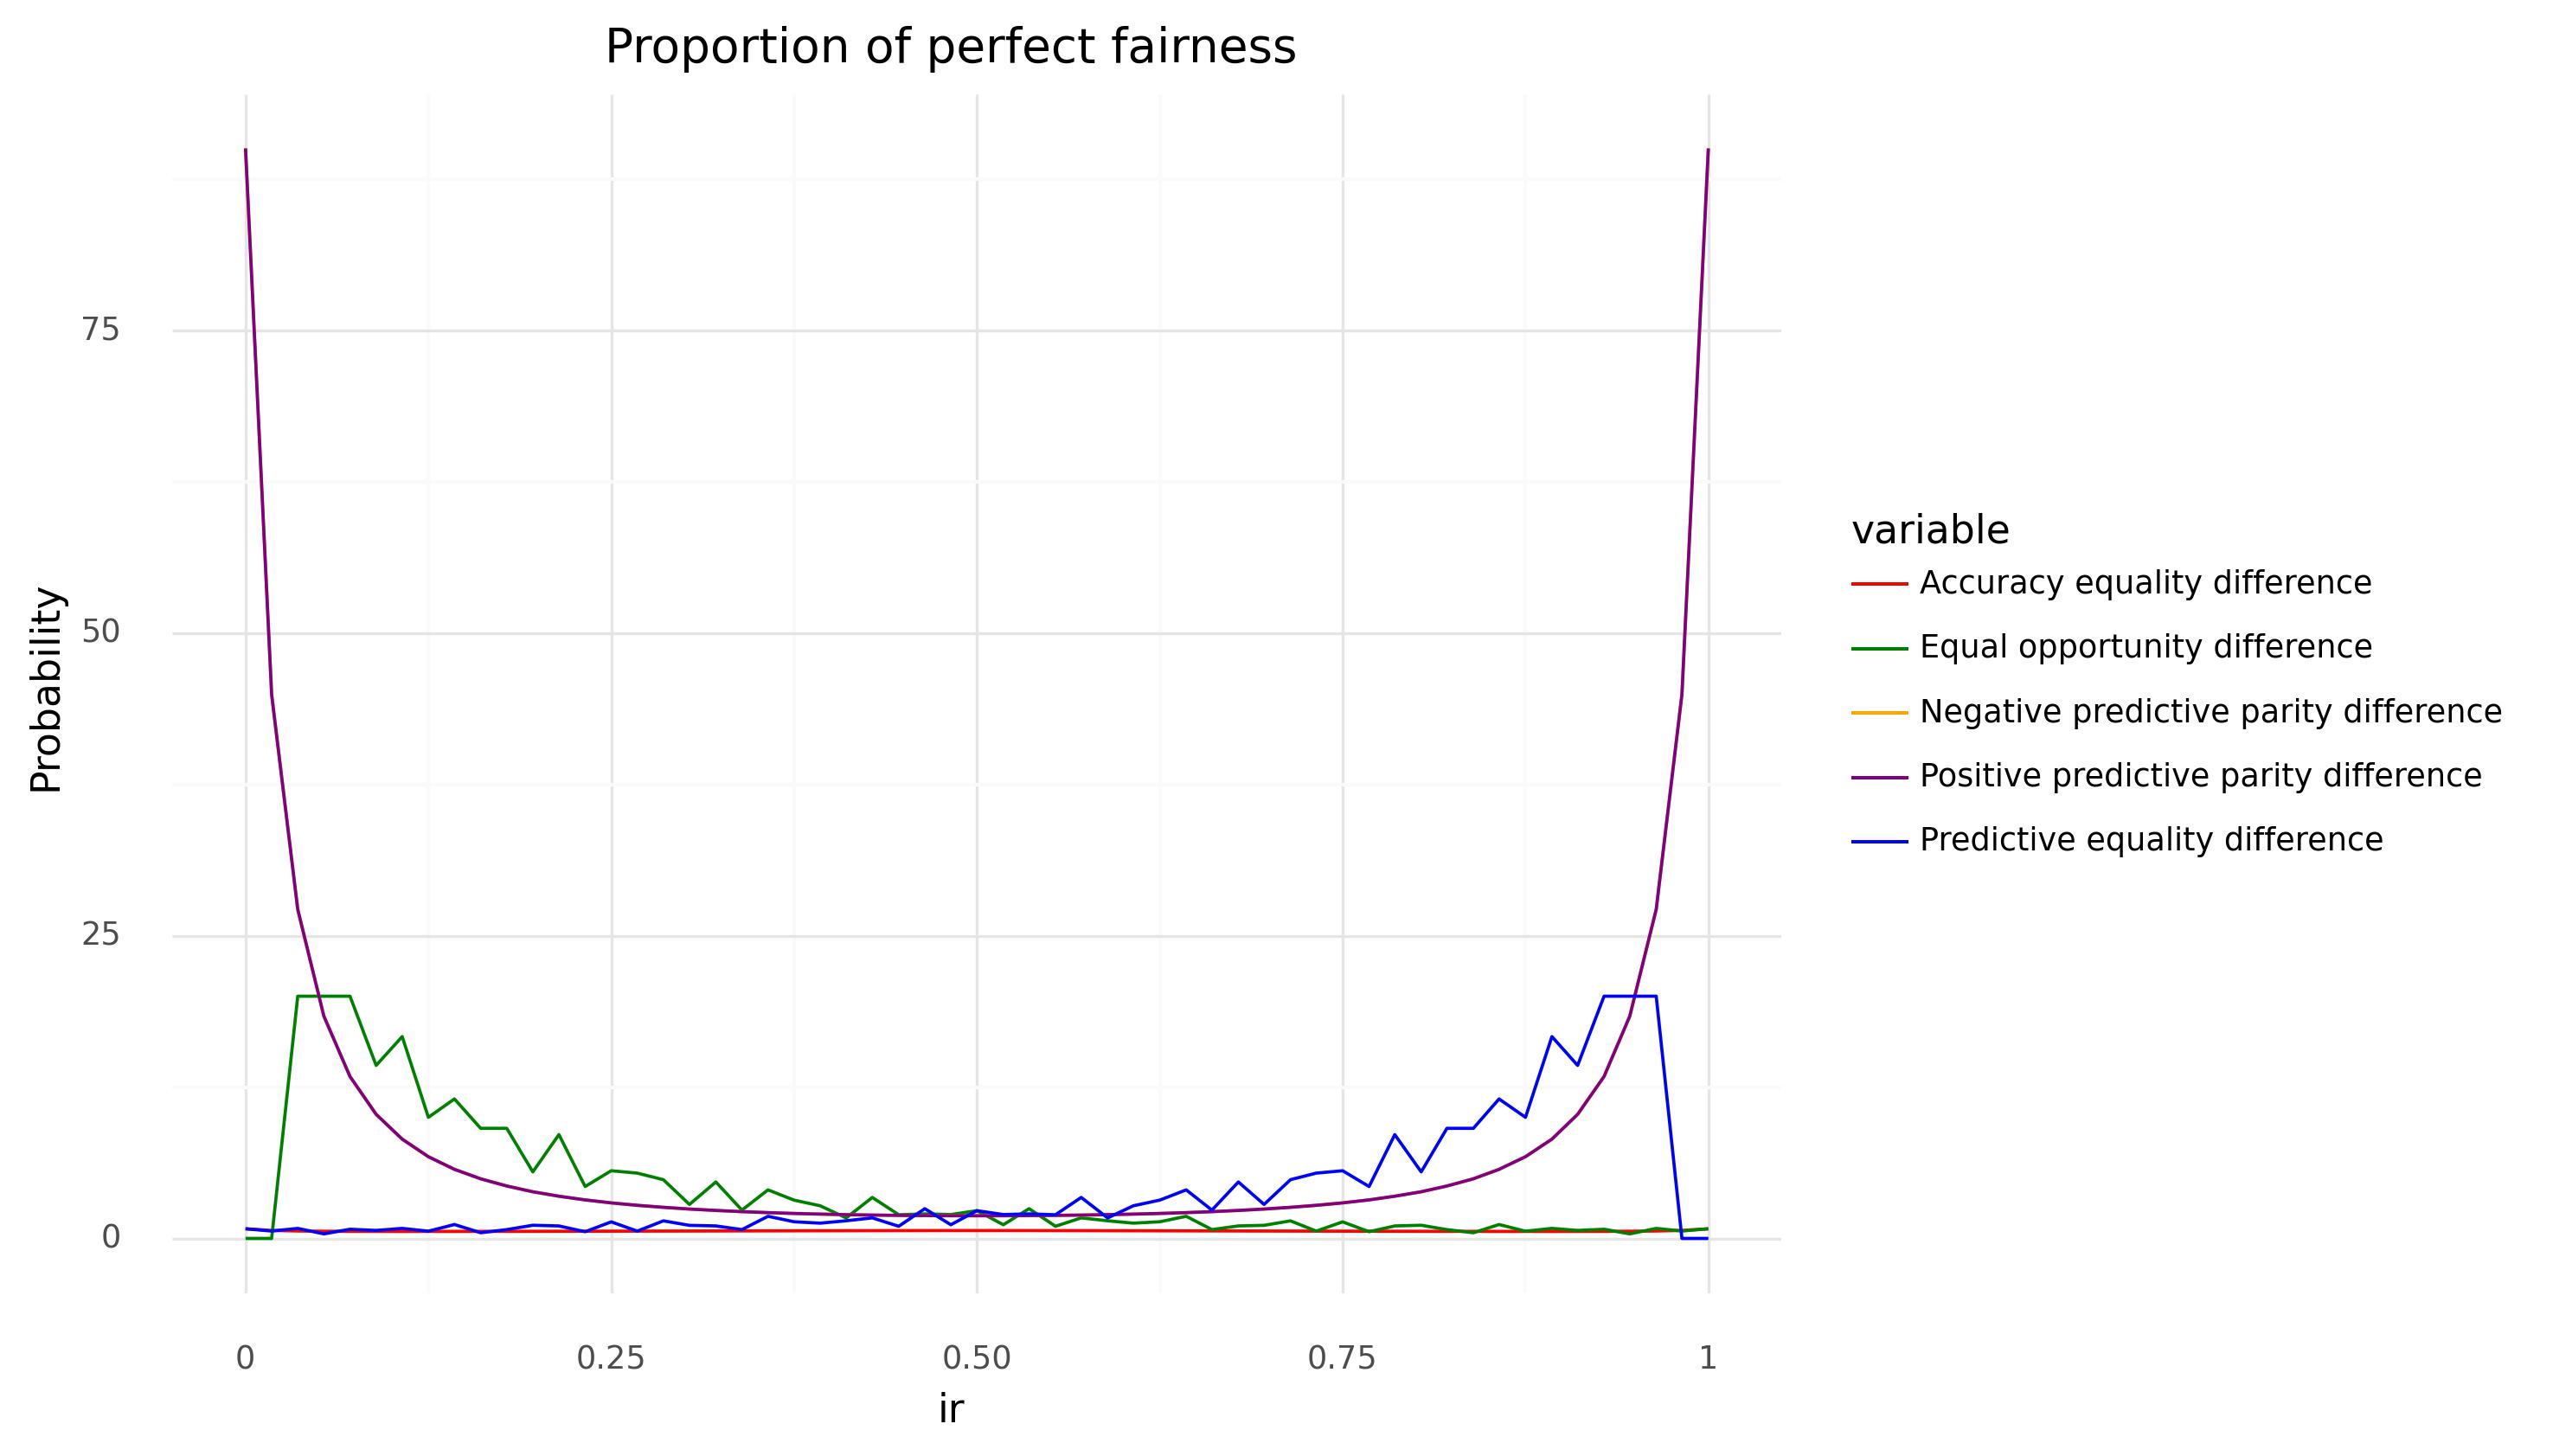 Proportion of perfect fairness
75
50
25
0
Probability
0 0.25 0.50 0.75 1
ir
variable
Accuracy equality difference
Equal opportunity difference
Negative predictive parity difference
Positive predictive parity difference
Predictive equality difference